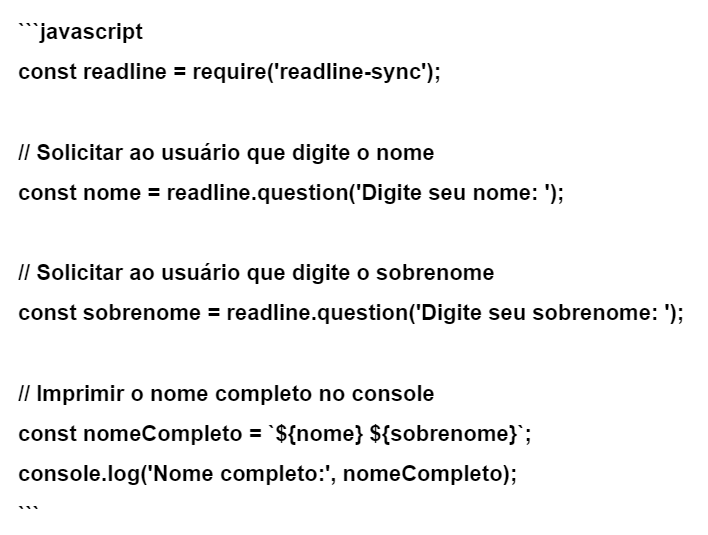 ```javascript
const readline = require('readline-sync');
// Solicitar ao usuário que digite o nome
const nome = readline.question('Digite seu nome: ');
// Solicitar ao usuário que digite o sobrenome
const sobrenome = readline.question('Digite seu sobrenome: ');
// Imprimir o nome completo no console
const nomeCompleto = `${nome} ${sobrenome}`;
console.log('Nome completo:', nomeCompleto);
```